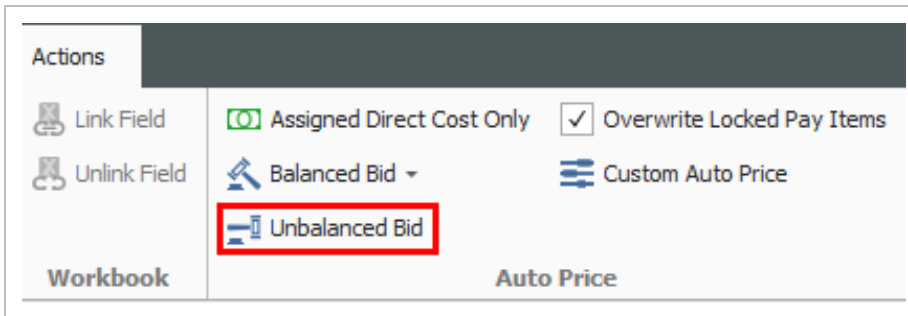 Actions
Link Field
Unlink Field
Workbook
Assigned Direct Cost Only
Balanced Bid
Unbalanced Bid
Overwrite Locked Pay Items
Custom Auto Price
Auto Price